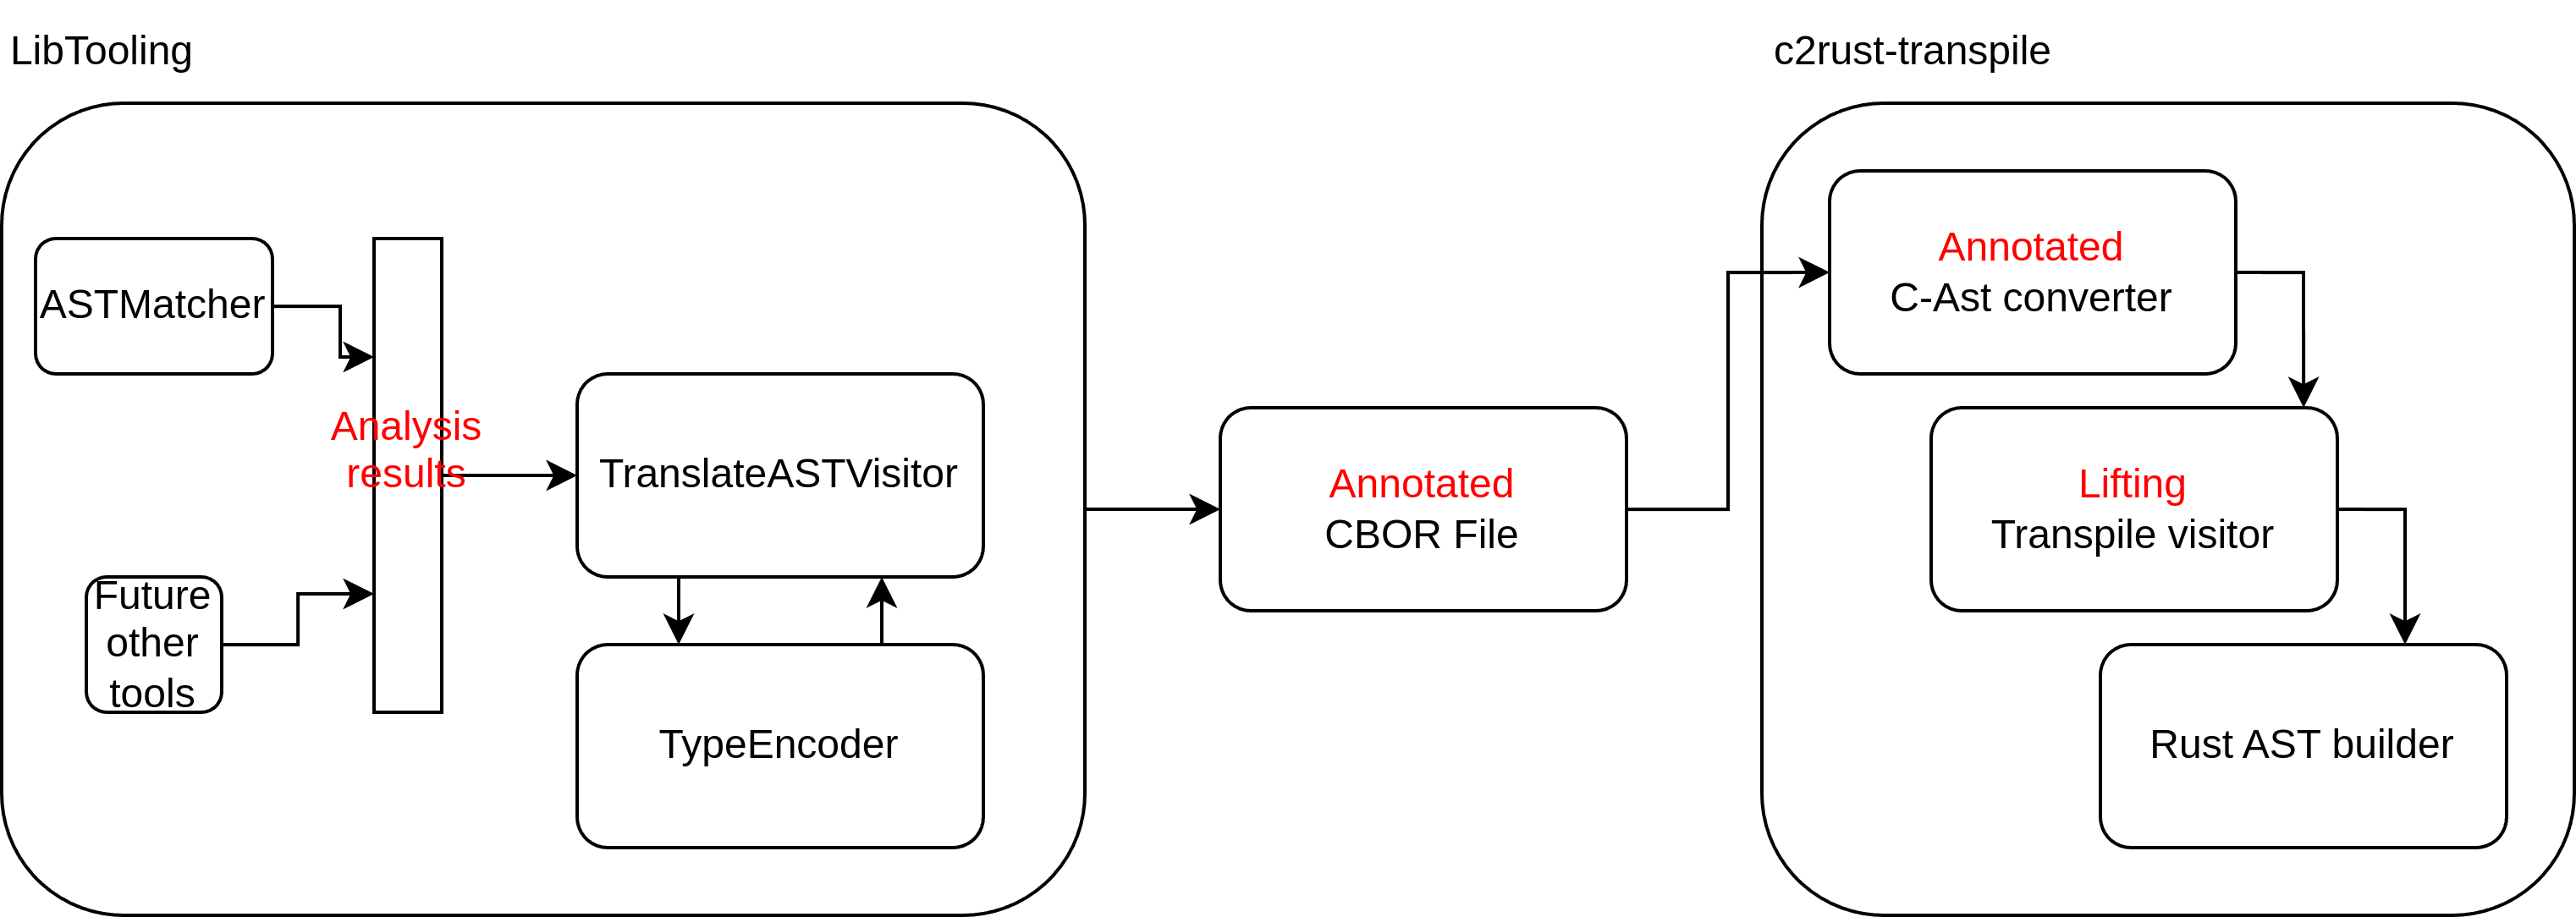 LibTooling
c2rust-transpile
ASTMatcher
Analysis
results
Future
other
tools
TranslateASTVisitor
TypeEncoder
Annotated
CBOR File
Annotated
C-Ast converter
Lifting
Transpile visitor
Rust AST builder